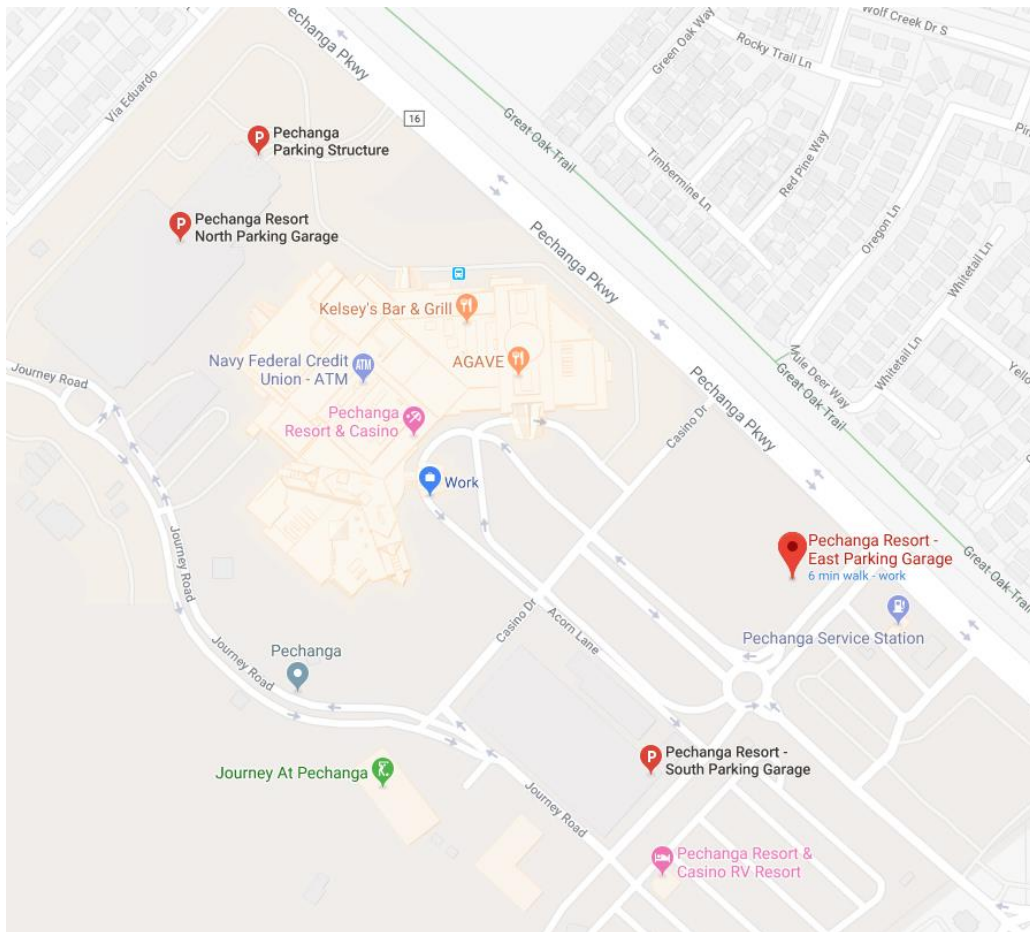 Pechanga Pkwy
Via Eduardo
16
Pechanga
Parking Structure
Pechanga Resort
North Parking Garage
Green Oak Way
Wolf Creek Dr S
Rocky Trail Ln
Great Oak Trail
Timbermine Ln
Red Pine Way
Oregon Ln
Whitetail Ln
Pechanga Pkwy
Kelsey's Bar & Grill
AGAVE
Navy Federal Credit
Union - ATM
ATM
Pechanga
Resort & Casino
Journey Road
Mule Deer Way
Whitetail Ln
Great Oak Trail
Pechanga Pkwy
Casino Dr
Work
Pechanga Resort -
East Parking Garage
6 min walk - work
Great Oak Trail
Pechanga Service Station
Journey Road
Casino Dr
Acorn Lane
Journey Road
Pechanga
Pechanga Resort -
South Parking Garage
Journey At Pechanga
Journey Road
Pechanga Resort &
Casino RV Resort
P
P
P